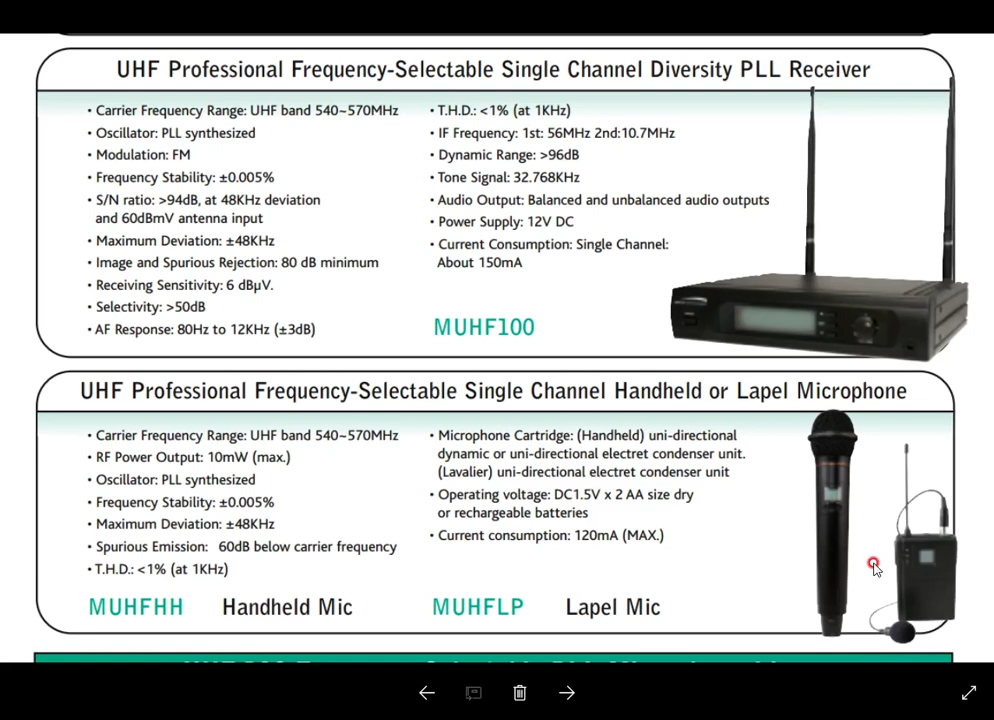 UHF Professional Frequency-Selectable Single Channel Diversity PLL Receiver
• Carrier Frequency Range: UHF band 540~570MHz
• Oscillator: PLL synthesized
• Modulation: FM
• Frequency Stability: ±0.005%
• S/N ratio: >94dB, at 48KHz deviation
and 60dBmV antenna input
• Maximum Deviation: ±48KHz
• Image and Spurious Rejection: 80 dB minimum
• Receiving Sensitivity: 6 dBµV.
• Selectivity: >50dB
• AF Response: 80Hz to 12KHz (±3dB)
• T.H.D.: <1% (at 1KHz)
• IF Frequency: 1st: 56MHz 2nd:10.7MHz
• Dynamic Range: >96dB
• Tone Signal: 32.768KHz
• Audio Output: Balanced and unbalanced audio outputs
• Power Supply: 12V DC
• Current Consumption: Single Channel:
About 150mA
MUHF100
UHF Professional Frequency-Selectable Single Channel Handheld or Lapel Microphone
• Carrier Frequency Range: UHF band 540~570MHz
• RF Power Output: 10mW (max.)
• Oscillator: PLL synthesized
• Frequency Stability: ±0.005%
• Maximum Deviation: ±48KHz
• Spurious Emission: 60dB below carrier frequency
• T.H.D.: <1% (at 1KHz)
• Microphone Cartridge: (Handheld) uni-directional
dynamic or uni-directional electret condenser unit.
(Lavalier) uni-directional electret condenser unit
• Operating voltage: DC1.5V x 2 AA size dry
or rechargeable batteries
• Current consumption: 120mA (MAX.)
MUHFHH Handheld Mic
MUHFLP Lapel Mic